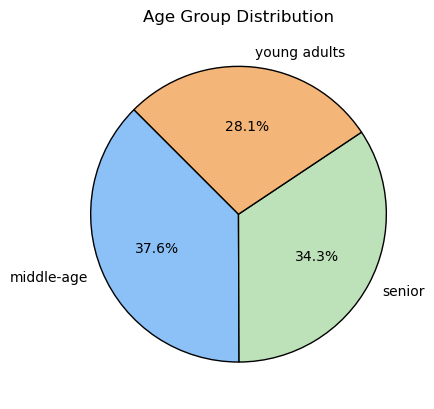 Age Group Distribution
young adults
28.1%
37.6%
34.3%
middle-age
senior